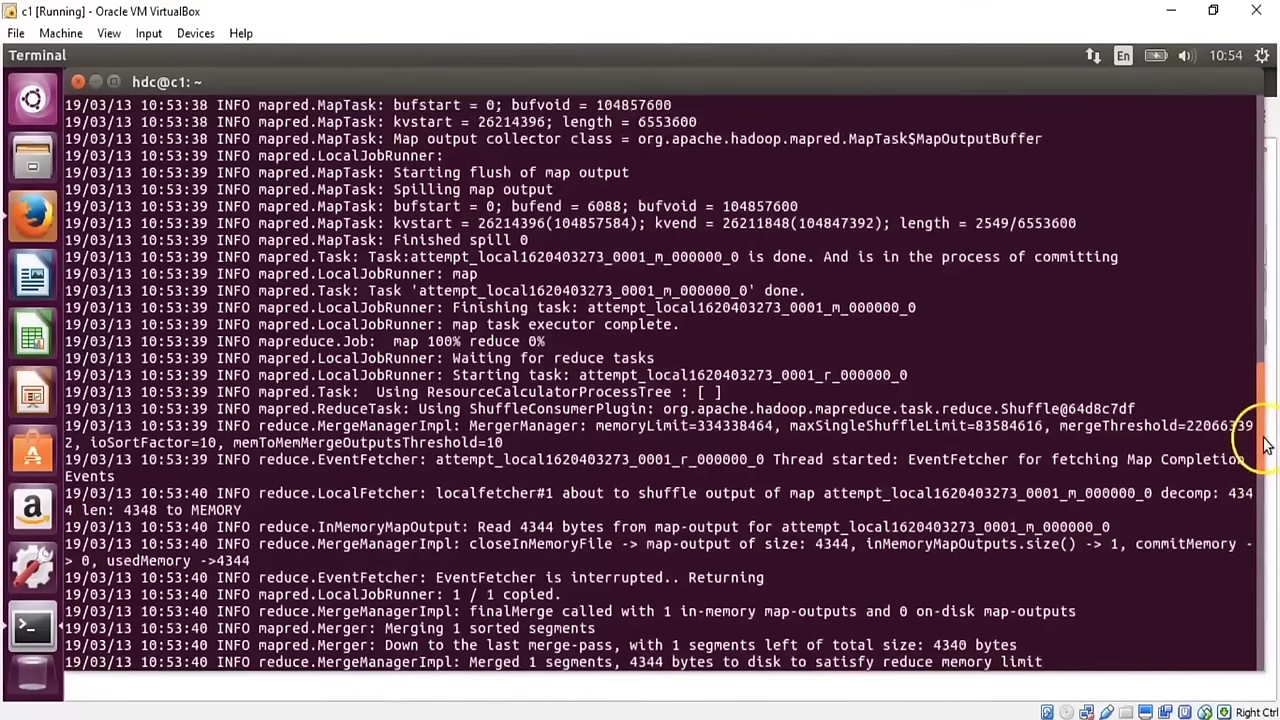 c1 [Running] - Oracle VM VirtualBox
File Machine View Input Devices Help
Terminal En 10:54
hdc@c1: ~
19/03/13 10:53:38 INFO mapred.MapTask: bufstart = 0; bufvoid = 104857600
19/03/13 10:53:38 INFO mapred.MapTask: kvstart = 26214396; length = 6553600
19/03/13 10:53:38 INFO mapred.MapTask: Map output collector class = org.apache.hadoop.mapred.MapTask$MapOutputBuffer
19/03/13 10:53:39 INFO mapred.LocalJobRunner:
19/03/13 10:53:39 INFO mapred.MapTask: Starting flush of map output
19/03/13 10:53:39 INFO mapred.MapTask: Spilling map output
19/03/13 10:53:39 INFO mapred.MapTask: bufstart = 0; bufend = 6088; bufvoid = 104857600
19/03/13 10:53:39 INFO mapred.MapTask: kvstart = 26214396(104857584); kvend = 26211848(104847392); length = 2549/6553600
19/03/13 10:53:39 INFO mapred.MapTask: Finished spill 0
19/03/13 10:53:39 INFO mapred.Task: Task:attempt_local1620403273_0001_m_000000_0 is done. And is in the process of committing
19/03/13 10:53:39 INFO mapred.LocalJobRunner: map
19/03/13 10:53:39 INFO mapred.Task: Task 'attempt_local1620403273_0001_m_000000_0' done.
19/03/13 10:53:39 INFO mapred.LocalJobRunner: Finishing task: attempt_local1620403273_0001_m_000000_0
19/03/13 10:53:39 INFO mapred.LocalJobRunner: map task executor complete.
19/03/13 10:53:39 INFO mapreduce.Job:  map 100% reduce 0%
19/03/13 10:53:39 INFO mapred.LocalJobRunner: Waiting for reduce tasks
19/03/13 10:53:39 INFO mapred.LocalJobRunner: Starting task: attempt_local1620403273_0001_r_000000_0
19/03/13 10:53:39 INFO mapred.Task:  Using ResourceCalculatorProcessTree : [ ]
19/03/13 10:53:39 INFO mapred.ReduceTask: Using ShuffleConsumerPlugin: org.apache.hadoop.mapreduce.task.reduce.Shuffle@64d8c7df
19/03/13 10:53:39 INFO reduce.MergeManagerImpl: MergerManager: memoryLimit=334338464, maxSingleShuffleLimit=83584616, mergeThreshold=22066339
2, ioSortFactor=10, memToMemMergeOutputsThreshold=10
19/03/13 10:53:39 INFO reduce.EventFetcher: attempt_local1620403273_0001_r_000000_0 Thread started: EventFetcher for fetching Map Completion
Events
19/03/13 10:53:40 INFO reduce.LocalFetcher: localfetcher#1 about to shuffle output of map attempt_local1620403273_0001_m_000000_0 decomp: 434
4 len: 4348 to MEMORY
19/03/13 10:53:40 INFO reduce.InMemoryMapOutput: Read 4344 bytes from map-output for attempt_local1620403273_0001_m_000000_0
19/03/13 10:53:40 INFO reduce.MergeManagerImpl: closeInMemoryFile -> map-output of size: 4344, inMemoryMapOutputs.size() -> 1, commitMemory -
> 0, usedMemory ->4344
19/03/13 10:53:40 INFO reduce.EventFetcher: EventFetcher is interrupted.. Returning
19/03/13 10:53:40 INFO mapred.LocalJobRunner: 1 / 1 copied.
19/03/13 10:53:40 INFO reduce.MergeManagerImpl: finalMerge called with 1 in-memory map-outputs and 0 on-disk map-outputs
19/03/13 10:53:40 INFO mapred.Merger: Merging 1 sorted segments
19/03/13 10:53:40 INFO mapred.Merger: Down to the last merge-pass, with 1 segments left of total size: 4340 bytes
19/03/13 10:53:40 INFO reduce.MergeManagerImpl: Merged 1 segments, 4344 bytes to disk to satisfy reduce memory limit
Right Ctrl